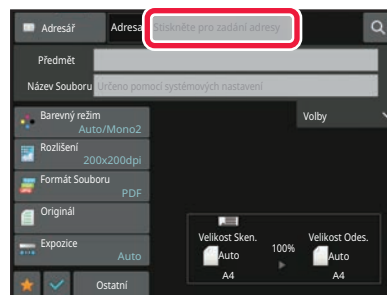 Adresář
Adresa
Stiskněte pro zadání adresy
Předmět
Název Souboru
Určeno pomocí systémových nastavení
Barevný režim
Auto/Mono2
Volby
Rozlišení
200x200dpi
Formát Souboru
PDF
Originál
Expozice
Auto
Ostatní
Velikost Sken.
Auto
A4
100%
Velikost Odes.
Auto
A4